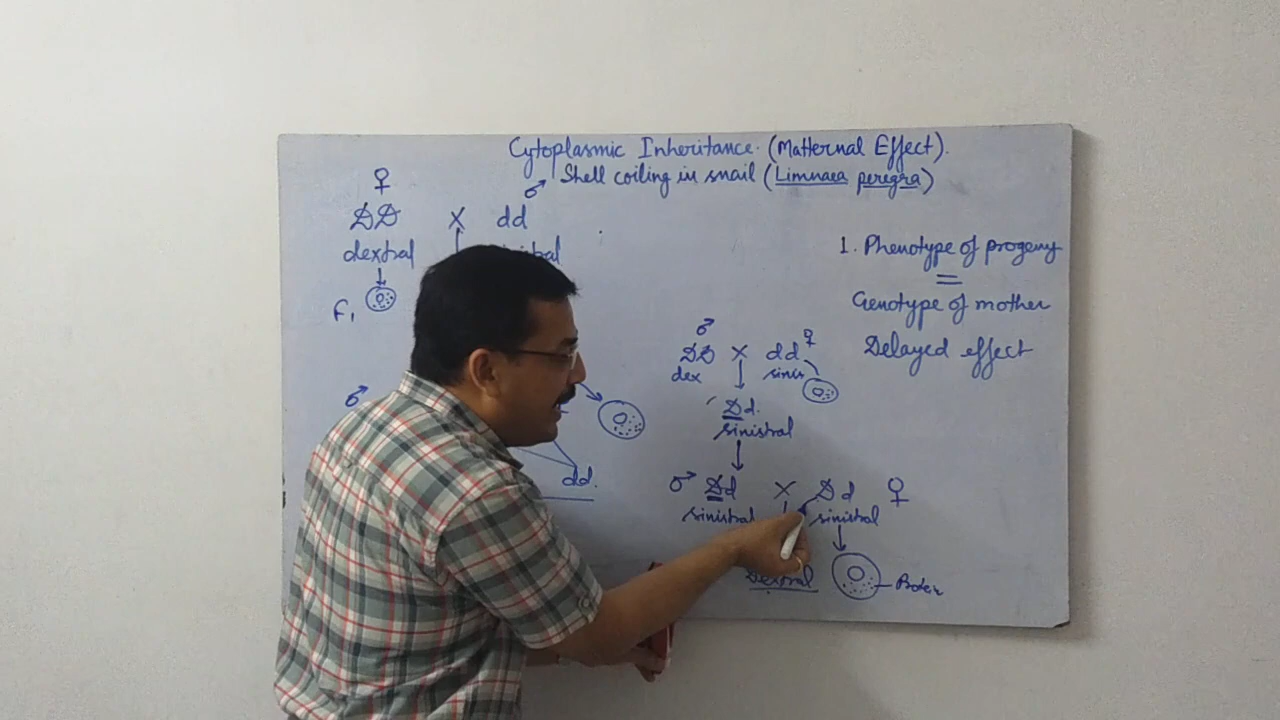 Cytoplasmic Inheritance. (Matternal Effect).
Shell coiling in snail (Limnaea peregra)
♀ ♂
DD X dd
dextral
F1
♂
dd.
♂ ♀
DD X dd
dex sinis
Dd.
sinistral
♂ Dd X Dd ♀
sinistral sinistral
Dextral Protein
1. Phenotype of progeny
=
Genotype of mother
Delayed effect